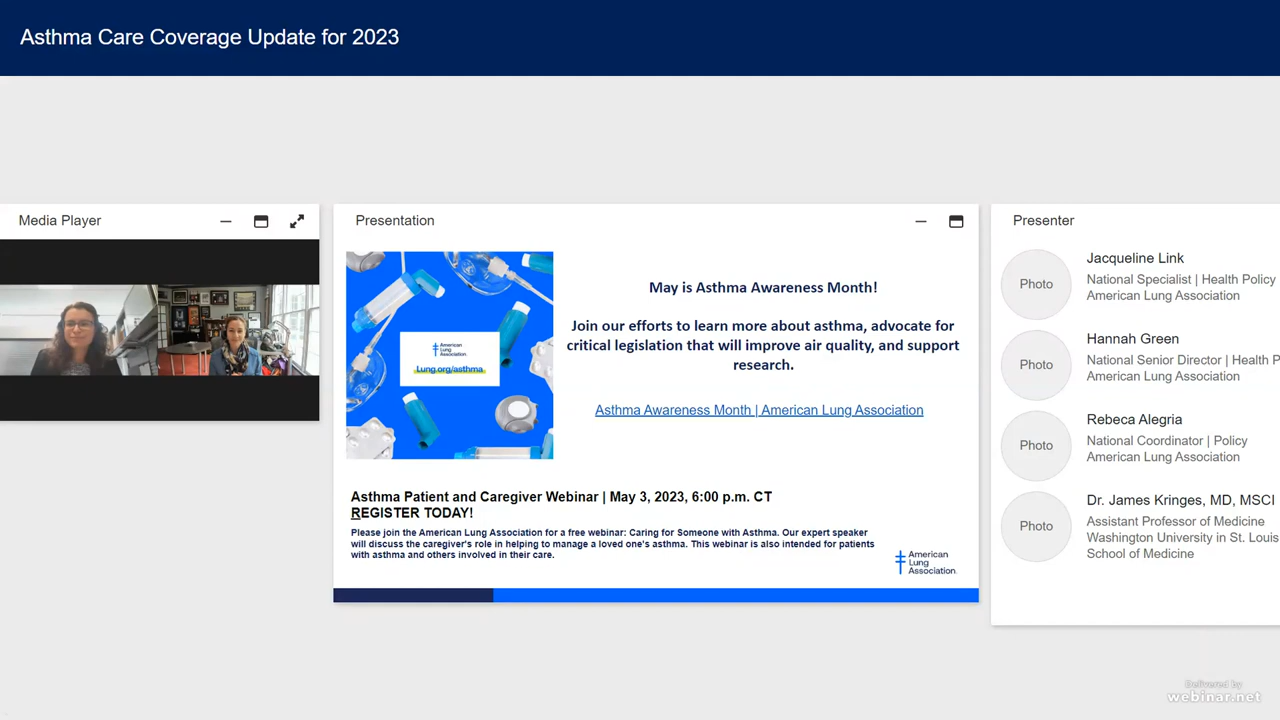 Asthma Care Coverage Update for 2023
Media Player
Presentation
American
Lung
Association.
Lung.org/asthma
May is Asthma Awareness Month!
Join our efforts to learn more about asthma, advocate for
critical legislation that will improve air quality, and support
research.
Asthma Awareness Month | American Lung Association
Asthma Patient and Caregiver Webinar | May 3, 2023, 6:00 p.m. CT
REGISTER TODAY!
Please join the American Lung Association for a free webinar: Caring for Someone with Asthma. Our expert speaker
will discuss the caregiver's role in helping to manage a loved one's asthma. This webinar is also intended for patients
with asthma and others involved in their care.
American
Lung
Association.
Presenter
Photo
Jacqueline Link
National Specialist | Health Policy
American Lung Association
Photo
Hannah Green
National Senior Director | Health P
American Lung Association
Photo
Rebeca Alegria
National Coordinator | Policy
American Lung Association
Photo
Dr. James Kringes, MD, MSCI
Assistant Professor of Medicine
Washington University in St. Louis
School of Medicine
Delivered by
webinar.net